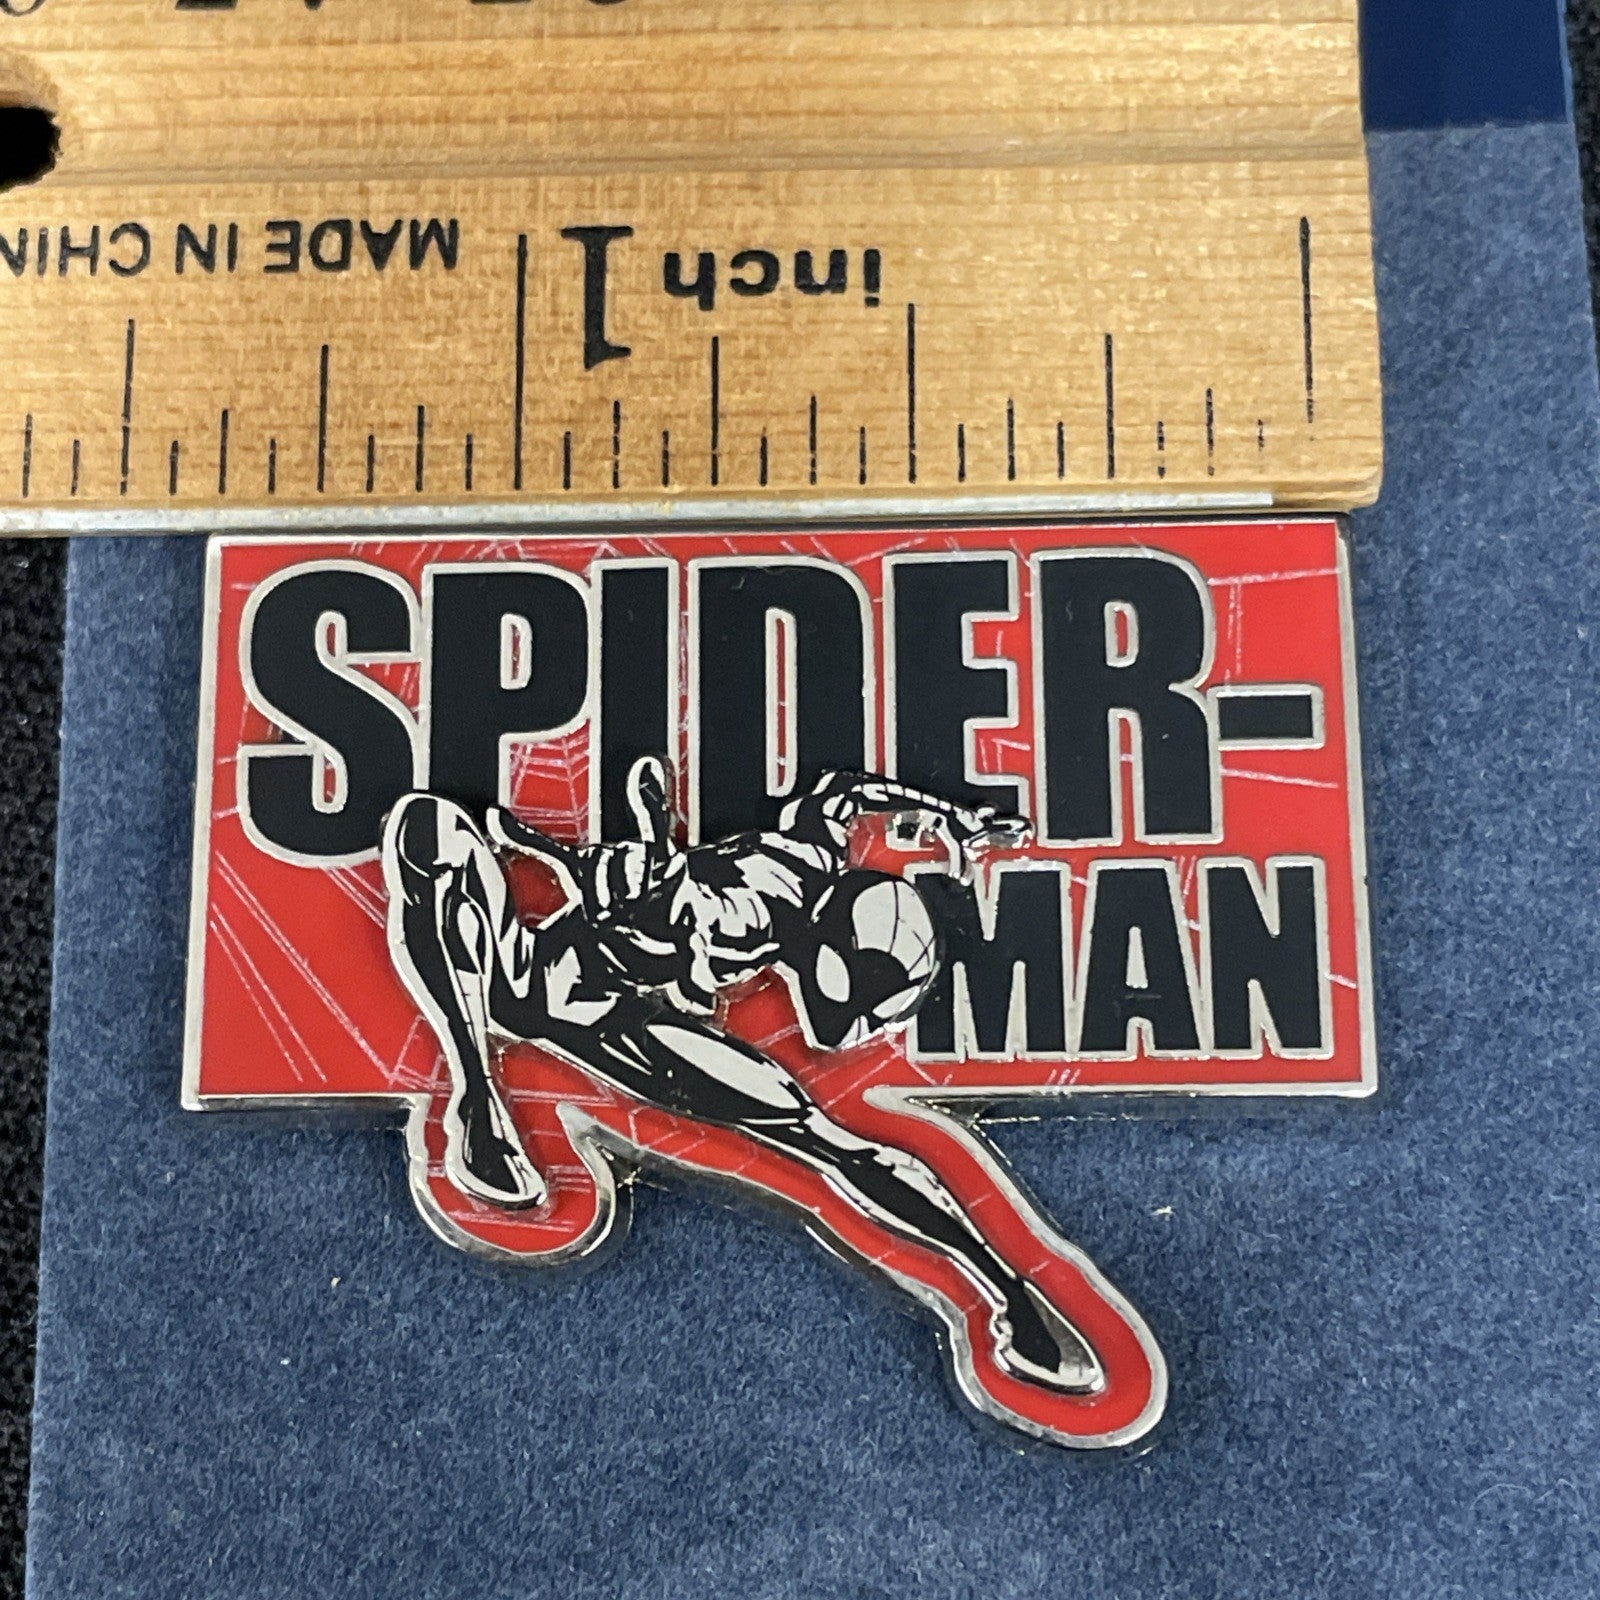 MADE IN CHIN
1 inch
SPIDER-
MAN